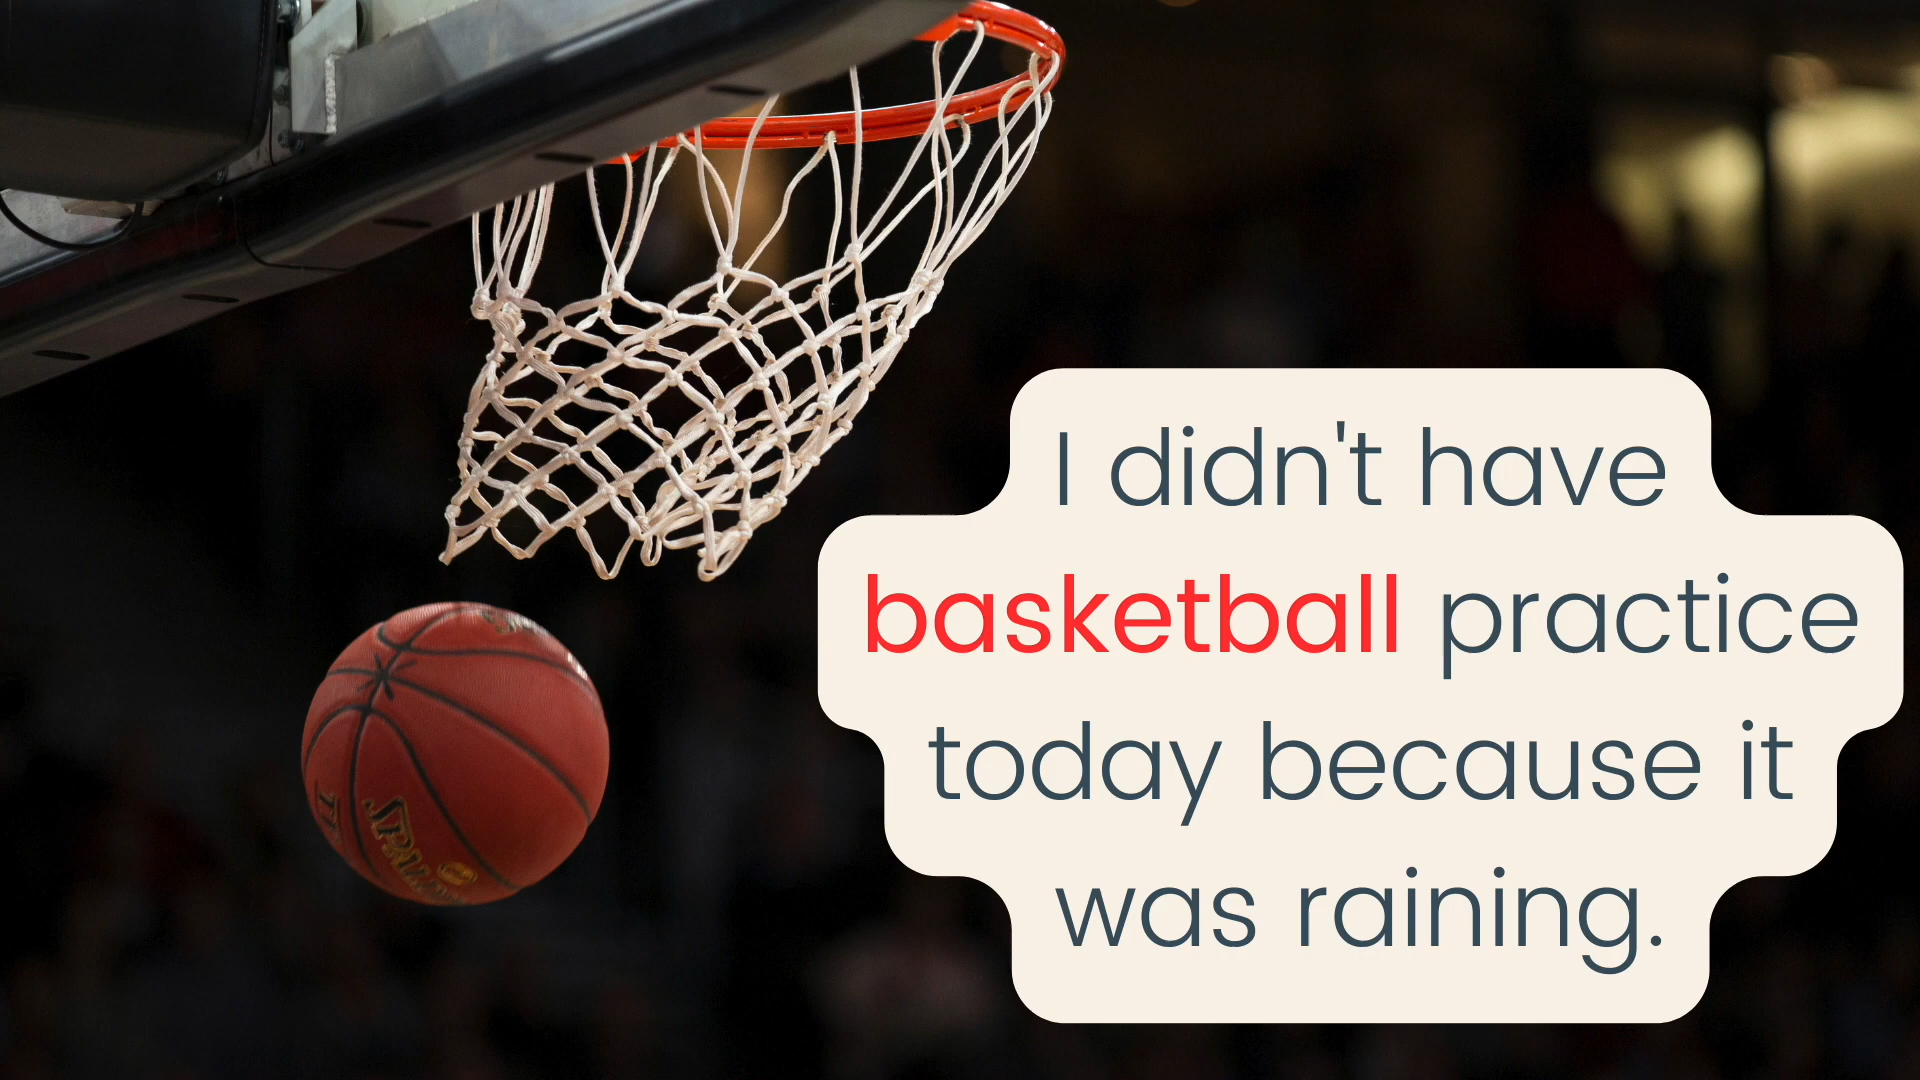 I didn't have
basketball practice
today because it
was raining.